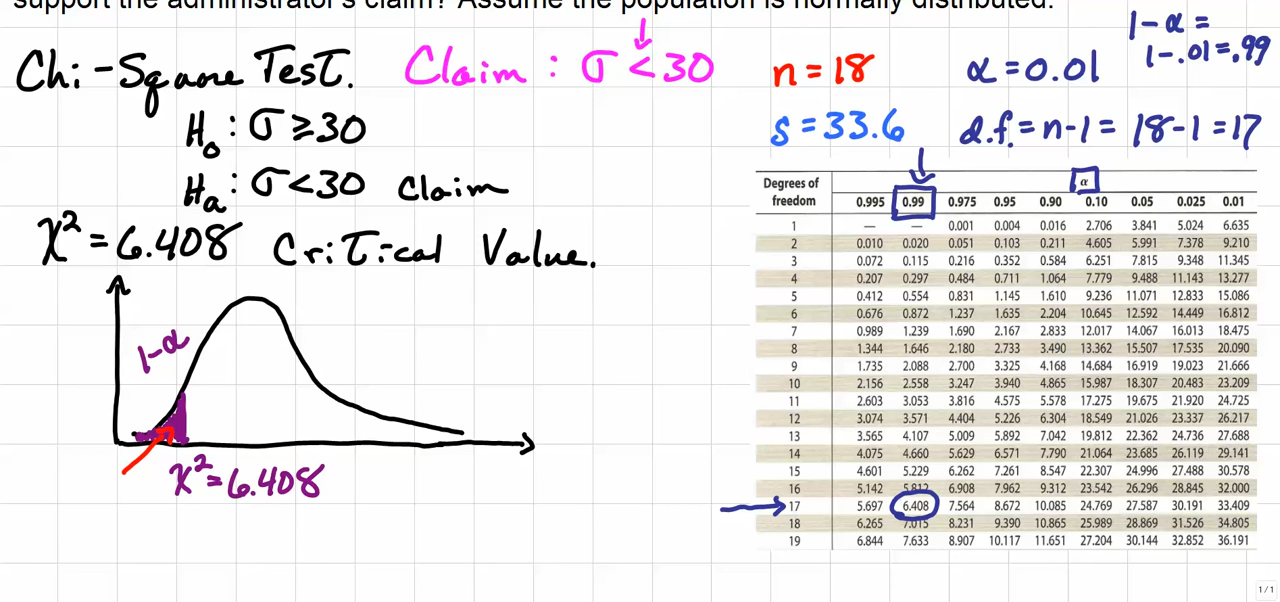 support the administrator's claim? Assume the population is normally distributed.
Chi-Square Test.
Claim : σ < 30
n = 18
α = 0.01
1 - α =
1 - .01 = .99
H₀ : σ ≥ 30
s = 33.6
d.f. = n - 1 = 18 - 1 = 17
Hₐ : σ < 30 Claim
χ² = 6.408 Critical Value.
1-α
χ² = 6.408
Degrees of freedom
α
0.995 0.99 0.975 0.95 0.90 0.10 0.05 0.025 0.01
1 — — 0.001 0.004 0.016 2.706 3.841 5.024 6.635
2 0.010 0.020 0.051 0.103 0.211 4.605 5.991 7.378 9.210
3 0.072 0.115 0.216 0.352 0.584 6.251 7.815 9.348 11.345
4 0.207 0.297 0.484 0.711 1.064 7.779 9.488 11.143 13.277
5 0.412 0.554 0.831 1.145 1.610 9.236 11.071 12.833 15.086
6 0.676 0.872 1.237 1.635 2.204 10.645 12.592 14.449 16.812
7 0.989 1.239 1.690 2.167 2.833 12.017 14.067 16.013 18.475
8 1.344 1.646 2.180 2.733 3.490 13.362 15.507 17.535 20.090
9 1.735 2.088 2.700 3.325 4.168 14.684 16.919 19.023 21.666
10 2.156 2.558 3.247 3.940 4.865 15.987 18.307 20.483 23.209
11 2.603 3.053 3.816 4.575 5.578 17.275 19.675 21.920 24.725
12 3.074 3.571 4.404 5.226 6.304 18.549 21.026 23.337 26.217
13 3.565 4.107 5.009 5.892 7.042 19.812 22.362 24.736 27.688
14 4.075 4.660 5.629 6.571 7.790 21.064 23.685 26.119 29.141
15 4.601 5.229 6.262 7.261 8.547 22.307 24.996 27.488 30.578
16 5.142 5.812 6.908 7.962 9.312 23.542 26.296 28.845 32.000
17 5.697 6.408 7.564 8.672 10.085 24.769 27.587 30.191 33.409
18 6.265 7.015 8.231 9.390 10.865 25.989 28.869 31.526 34.805
19 6.844 7.633 8.907 10.117 11.651 27.204 30.144 32.852 36.191
1 / 1